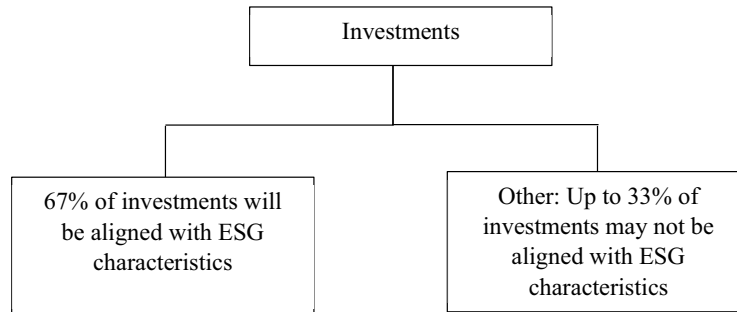 Investments
67% of investments will
be aligned with ESG
characteristics
Other: Up to 33% of
investments may not be
aligned with ESG
characteristics